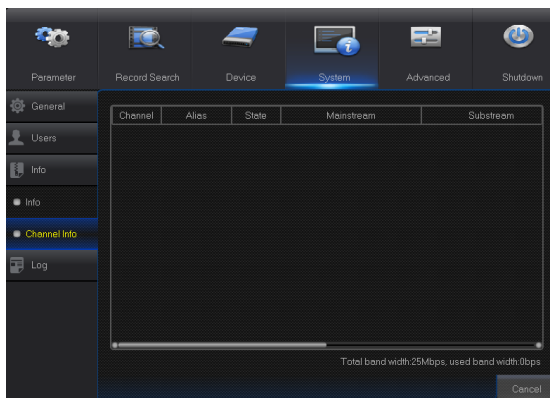 Parameter Record Search Device System Advanced Shutdown
General
Users
Info
Info
Channel Info
Log
Channel Alias State Mainstream Substream
Total band width:25Mbps, used band width:0bps
Cancel